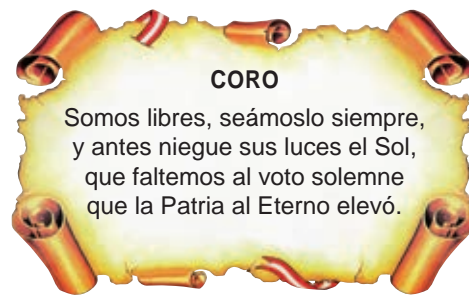 CORO
Somos libres, seámoslo siempre,
y antes niegue sus luces el Sol,
que faltemos al voto solemne
que la Patria al Eterno elevó.